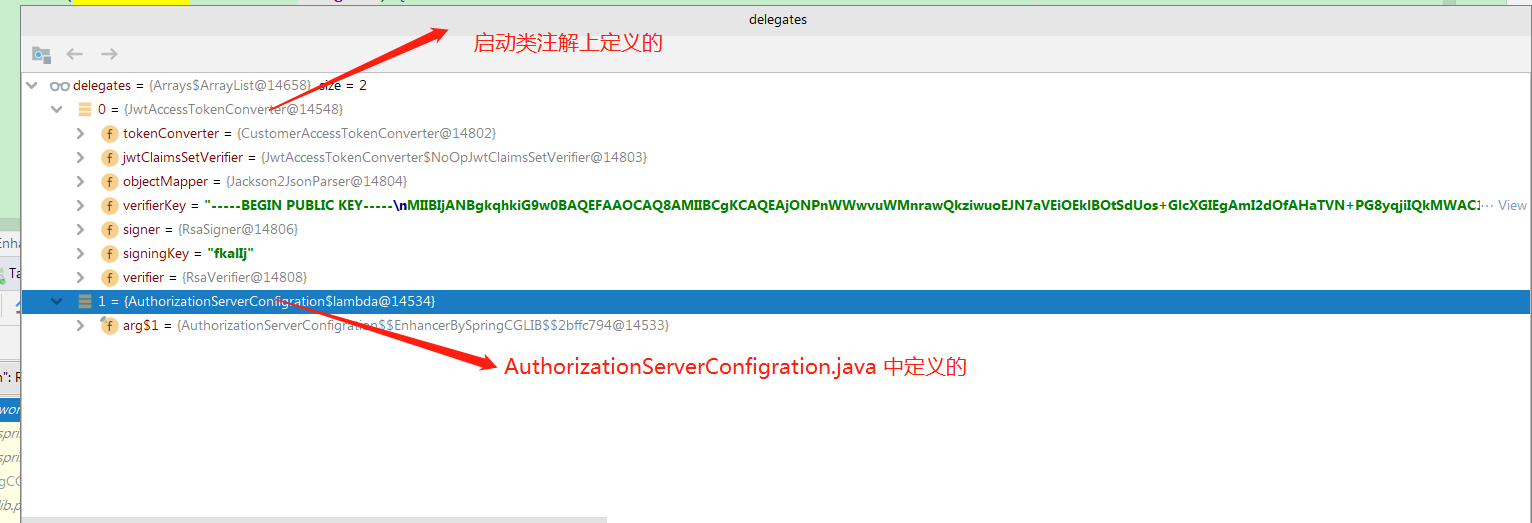 delegates
启动类注解上定义的
delegates = {Arrays$ArrayList@14658} size = 2
0 = {JwtAccessTokenConverter@14548}
tokenConverter = {CustomerAccessTokenConverter@14802}
jwtClaimsSetVerifier = {JwtAccessTokenConverter$NoOpJwtClaimsSetVerifier@14803}
objectMapper = {Jackson2JsonParser@14804}
verifierKey = "-----BEGIN PUBLIC KEY-----\nMIIBIjANBgkqhkiG9w0BAQEFAAOCAQ8AMIIBCgKCAQEAjONPnWWwvuWMnrawQkziwuoEJN7aVEiOEklBOtSdUos+GlcXGIEgAmI2dOfAHaTVN+PG8yqjiIQkMWAC1 ... View
signer = {RsaSigner@14806}
signingKey = "fkalIj"
verifier = {RsaVerifier@14808}
1 = {AuthorizationServerConfigration$lambda@14534}
arg$1 = {AuthorizationServerConfigration$$EnhancerBySpringCGLIB$$2bffc794@14533}
AuthorizationServerConfigration.java 中定义的